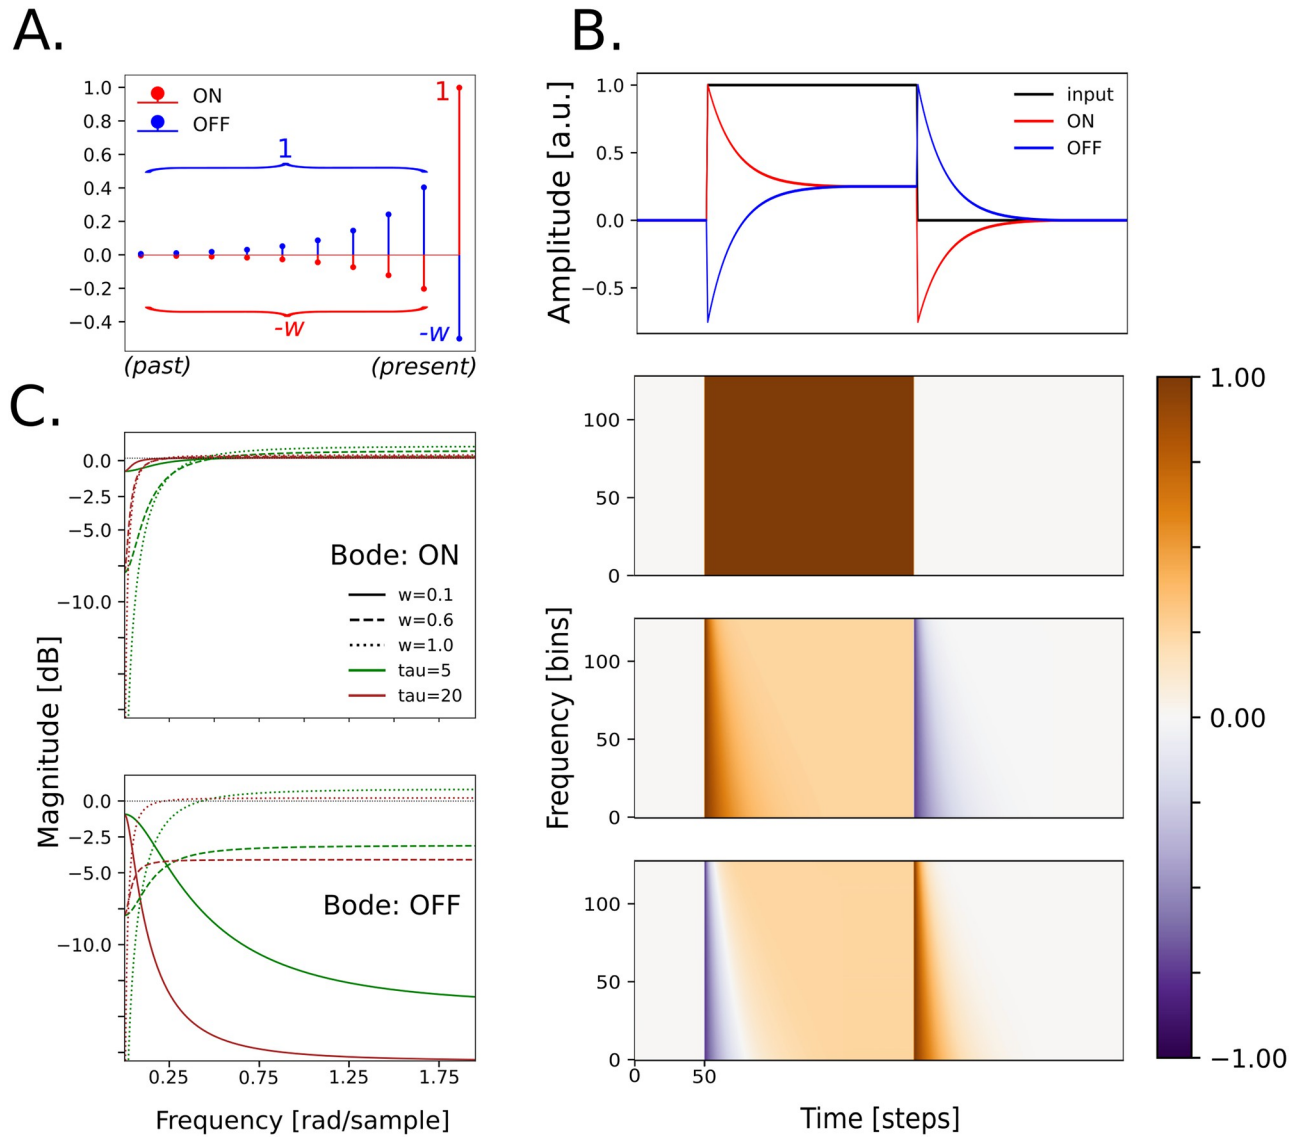 A.
1.0
0.8
0.6
0.4
0.2
0.0
−0.2
−0.4
ON
OFF
1
1
-w
-w
(past)
(present)
B.
Amplitude [a.u.]
1.0
0.5
0.0
−0.5
input
ON
OFF
C.
Magnitude [dB]
0.0
−2.5
−5.0
−10.0
Bode: ON
w=0.1
w=0.6
w=1.0
tau=5
tau=20
0.0
−2.5
−5.0
−10.0
Bode: OFF
0.25
0.75
1.25
1.75
Frequency [rad/sample]
Frequency [bins]
100
50
0
100
50
0
100
50
0
0
50
Time [steps]
1.00
0.00
−1.00